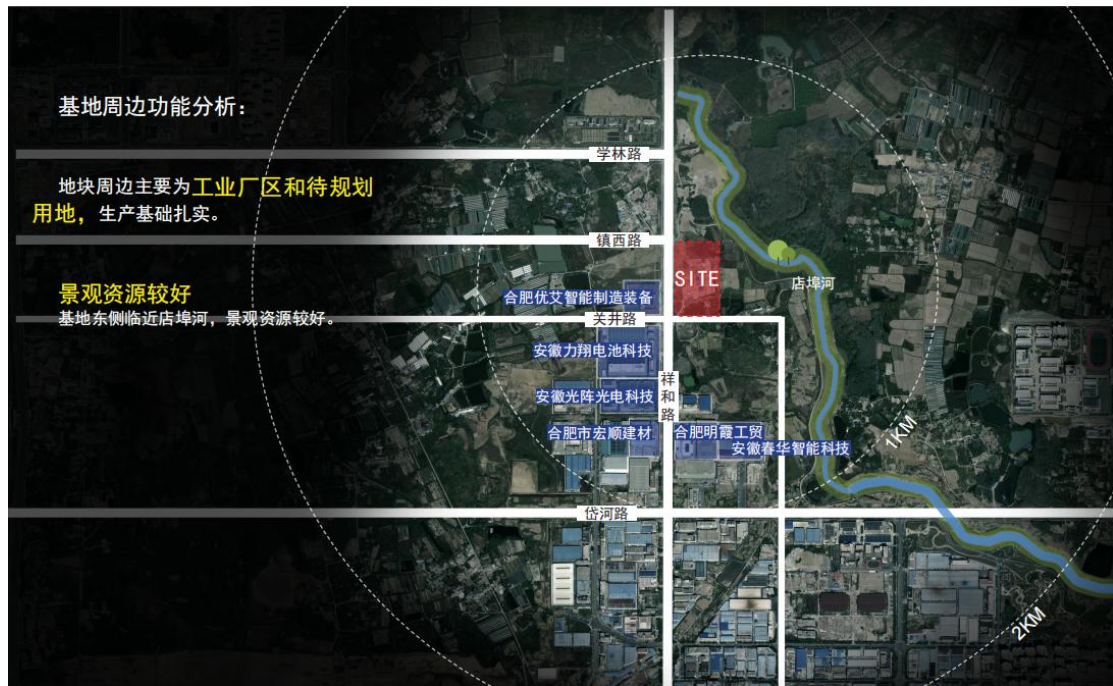 基地周边功能分析：
学林路
地块周边主要为工业厂区和待规划
用地，生产基础扎实。
镇西路
SITE
店埠河
景观资源较好
合肥优艾智能制造装备
基地东侧临近店埠河，景观资源较好。
关井路
安徽力翔电池科技
祥和路
安徽光阵光电科技
合肥市宏顺建材
合肥明霞工贸
安徽春华智能科技
1KM
岱河路
2KM